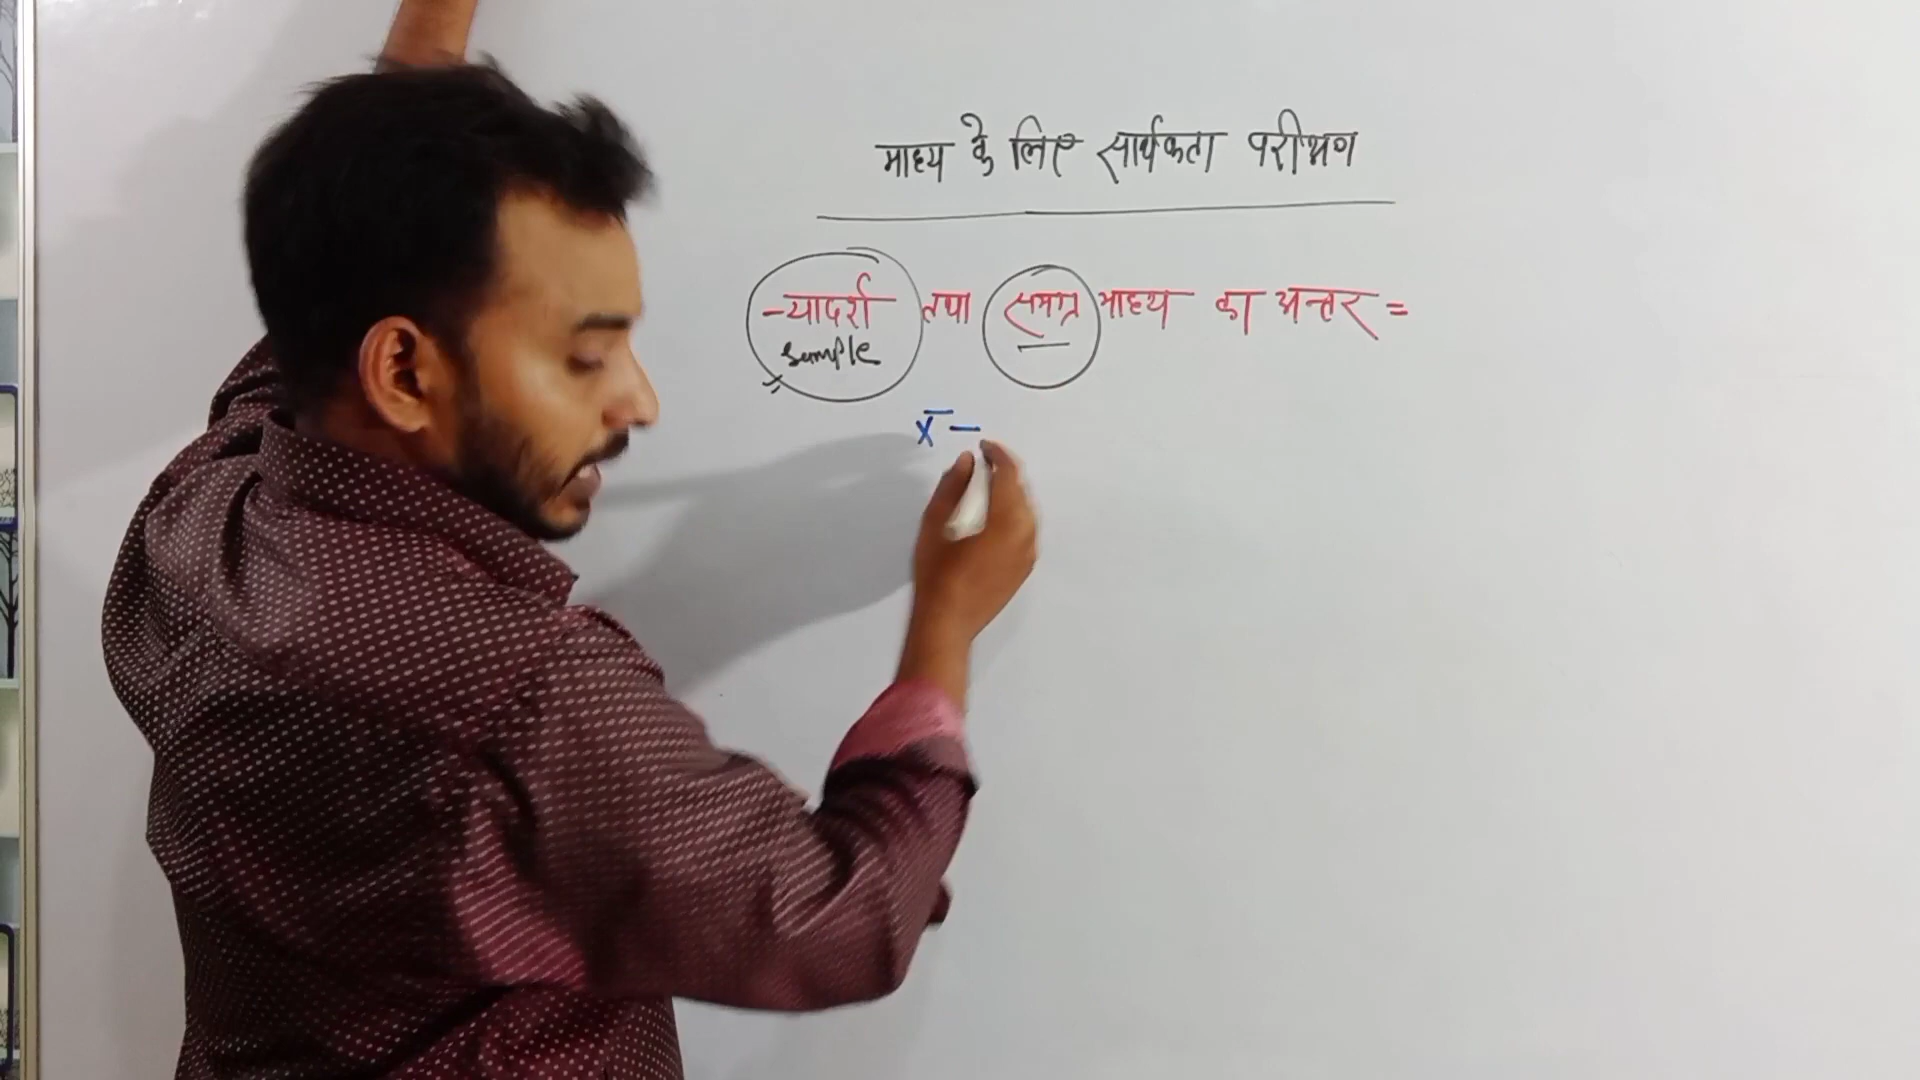 माध्य के लिए सार्थकता परीक्षण
न्यादर्श तथा समग्र माध्य का अन्तर =
sample
x̄ -